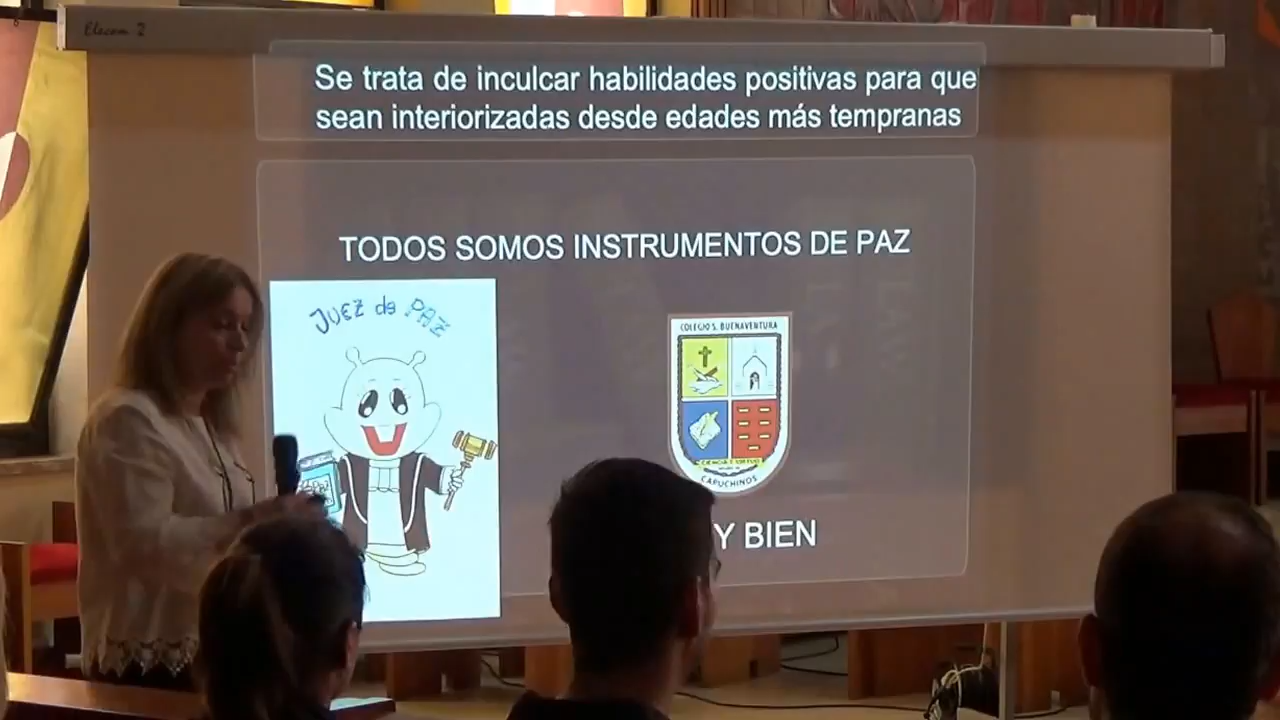 Elecom 2
Se trata de inculcar habilidades positivas para que
sean interiorizadas desde edades más tempranas
TODOS SOMOS INSTRUMENTOS DE PAZ
JUEZ de PAZ
COLEGIO S. BUENAVENTURA
CAPUCHINOS
Y BIEN